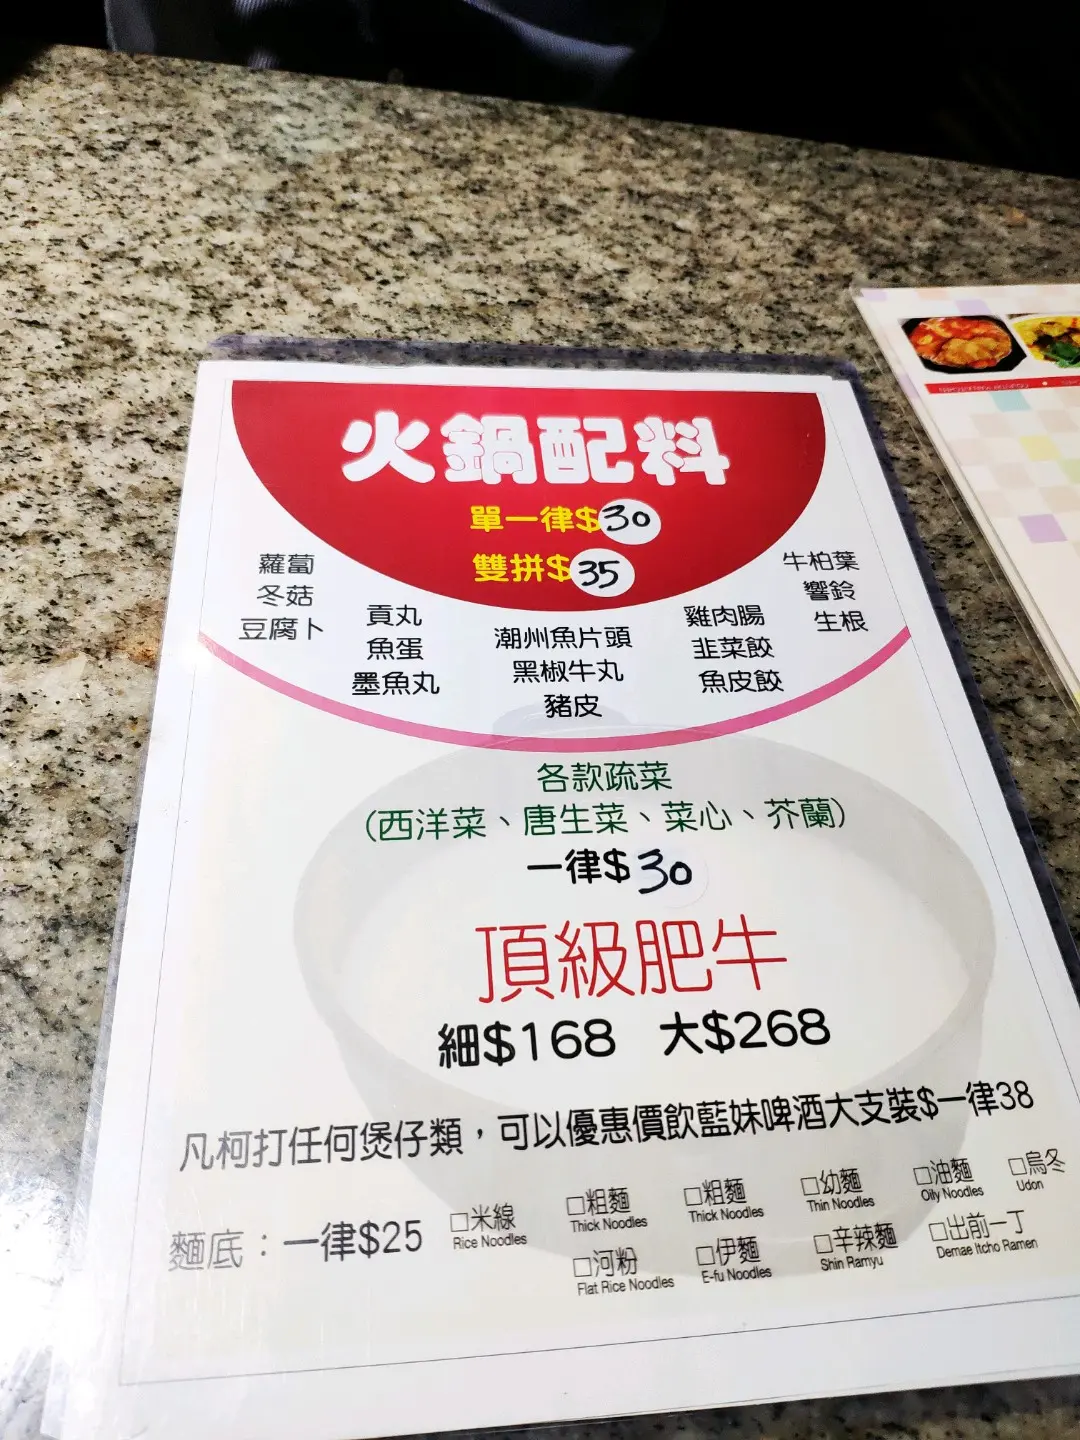 火鍋配料
單一律$30
雙拼$35
蘿蔔
冬菇
豆腐卜
貢丸
魚蛋
墨魚丸
潮州魚片頭
黑椒牛丸
豬皮
雞肉腸
韭菜餃
魚皮餃
牛柏葉
響鈴
生根
各款疏菜
(西洋菜、唐生菜、菜心、芥蘭)
一律$30
頂級肥牛
細$168 大$268
凡柯打任何煲仔類，可以優惠價飲藍妹啤酒大支裝$一律38
麵底：一律$25
□米線
Rice Noodles
□粗麵
Thick Noodles
□粗麵
Thick Noodles
□幼麵
Thin Noodles
□油麵
Oily Noodles
□烏冬
Udon
□河粉
Flat Rice Noodles
□伊麵
E-fu Noodles
□辛辣麵
Shin Ramyu
□出前一丁
Demae Itcho Ramen